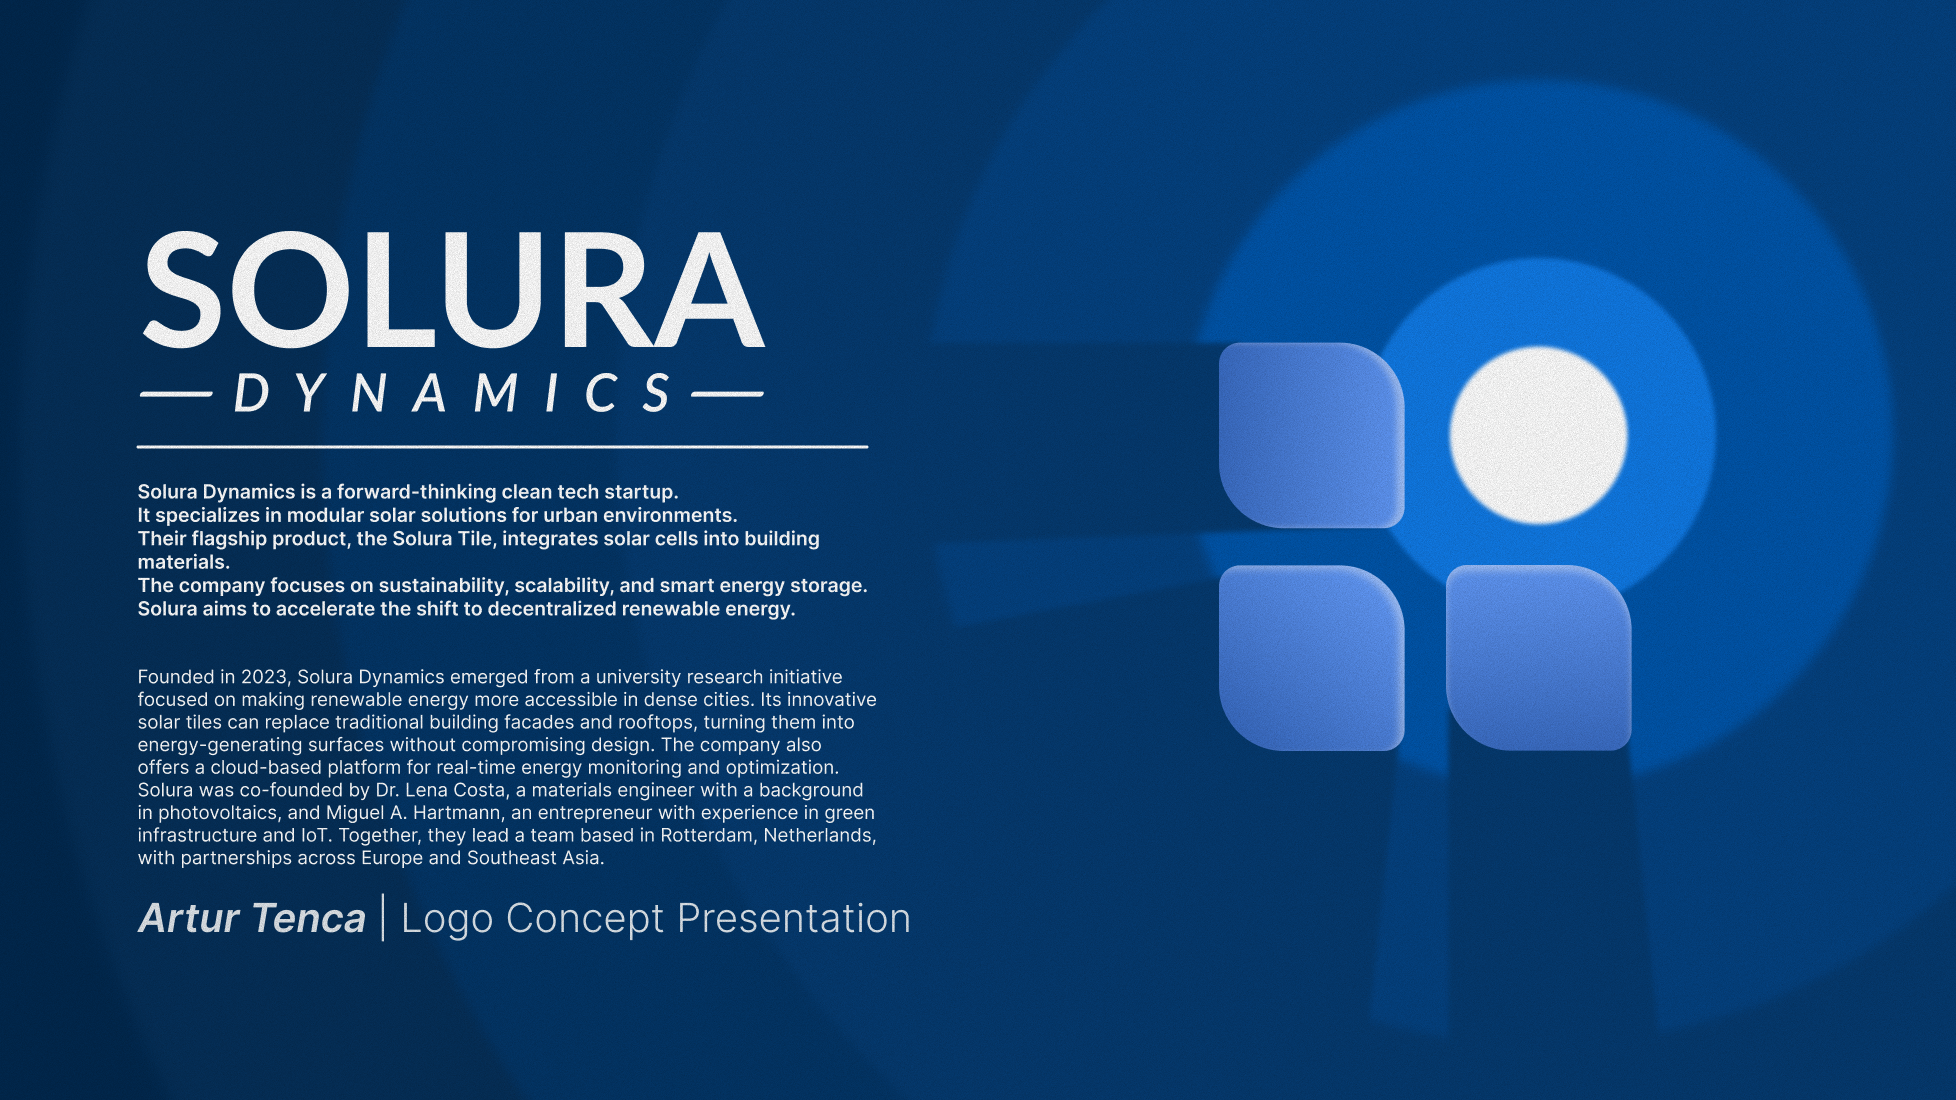 SOLURA
DYNAMICS
Solura Dynamics is a forward-thinking clean tech startup.
It specializes in modular solar solutions for urban environments.
Their flagship product, the Solura Tile, integrates solar cells into building
materials.
The company focuses on sustainability, scalability, and smart energy storage.
Solura aims to accelerate the shift to decentralized renewable energy.
Founded in 2023, Solura Dynamics emerged from a university research initiative
focused on making renewable energy more accessible in dense cities. Its innovative
solar tiles can replace traditional building facades and rooftops, turning them into
energy-generating surfaces without compromising design. The company also
offers a cloud-based platform for real-time energy monitoring and optimization.
Solura was co-founded by Dr. Lena Costa, a materials engineer with a background
in photovoltaics, and Miguel A. Hartmann, an entrepreneur with experience in green
infrastructure and IoT. Together, they lead a team based in Rotterdam, Netherlands,
with partnerships across Europe and Southeast Asia.
Artur Tenca | Logo Concept Presentation